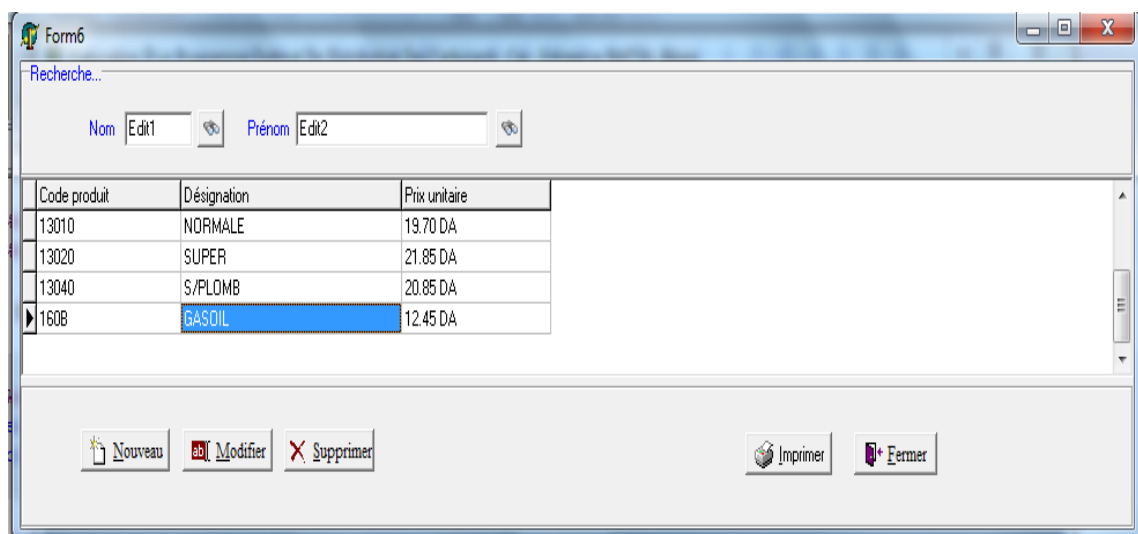 Form6
Recherche...
Nom Edit1 Prénom Edit2
Code produit Désignation Prix unitaire
13010 NORMALE 19.70 DA
13020 SUPER 21.85 DA
13040 S/PLOMB 20.85 DA
160B GASOIL 12.45 DA
Nouveau Modifier Supprimer Imprimer Fermer